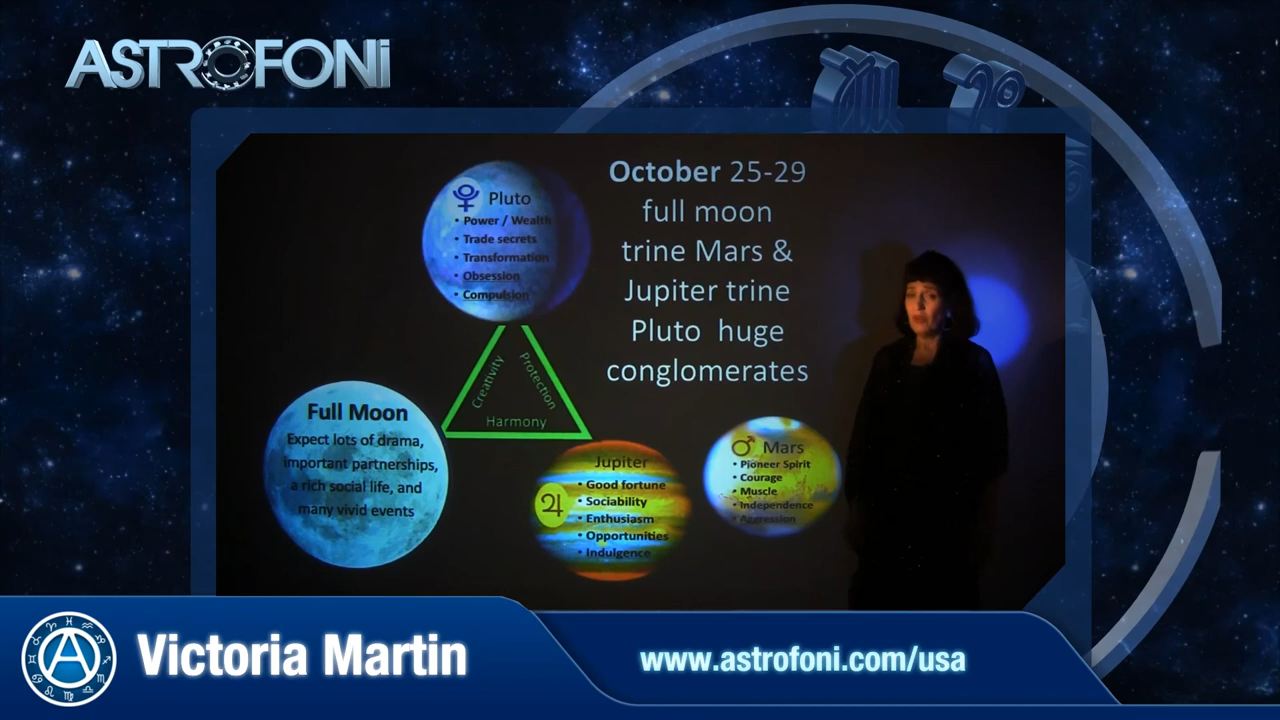 ASTROFONi
October 25-29
full moon
trine Mars &
Jupiter trine
Pluto huge
conglomerates
Pluto
• Power / Wealth
• Trade secrets
• Transformation
• Obsession
• Compulsion
Creativity
Protection
Harmony
Full Moon
Expect lots of drama,
important partnerships,
a rich social life, and
many vivid events
Jupiter
• Good fortune
• Sociability
• Enthusiasm
• Opportunities
• Indulgence
Mars
• Pioneer Spirit
• Courage
• Muscle
• Independence
• Aggression
A
Victoria Martin
www.astrofoni.com/usa